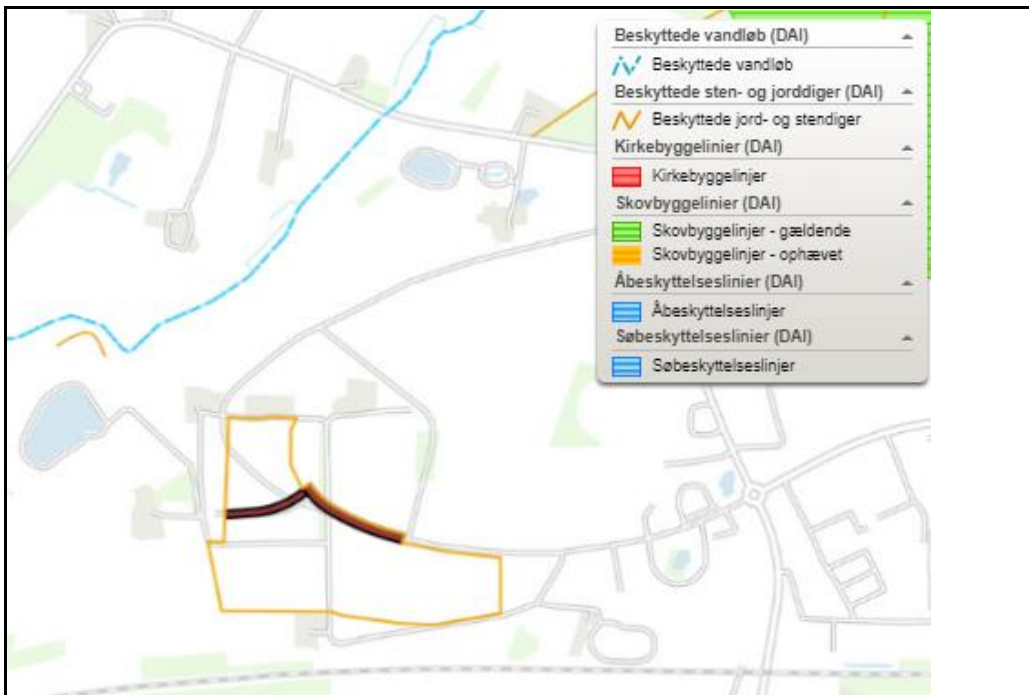 Beskyttede vandløb (DAI)
Beskyttede vandløb
Beskyttede sten- og jorddiger (DAI)
Beskyttede jord- og stendiger
Kirkebyggelinier (DAI)
Kirkebyggelinjer
Skovbyggelinier (DAI)
Skovbyggelinjer - gældende
Skovbyggelinjer - ophævet
Åbeskyttelseslinier (DAI)
Åbeskyttelseslinjer
Søbeskyttelseslinier (DAI)
Søbeskyttelseslinjer